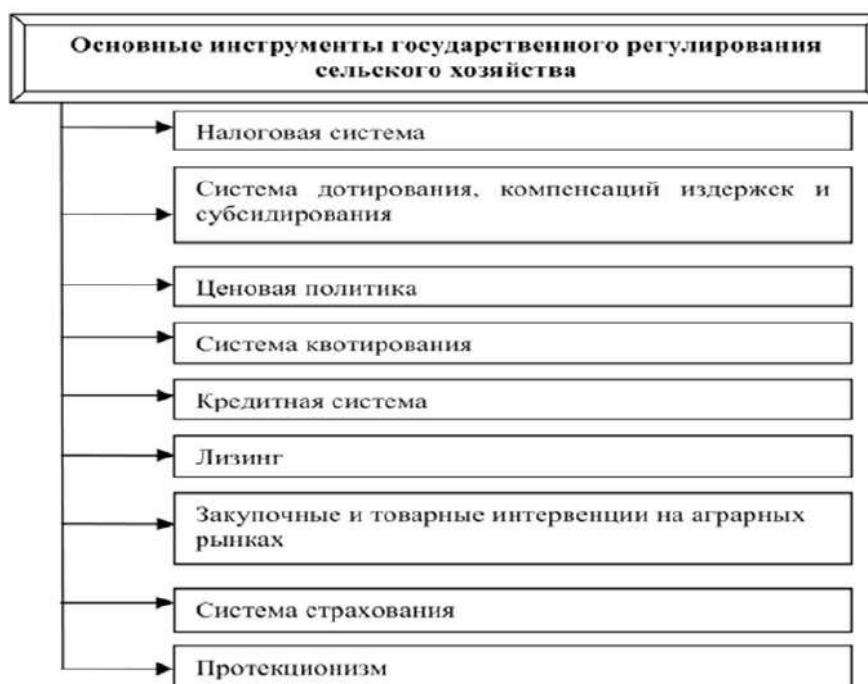 Основные инструменты государственного регулирования
сельского хозяйства
Налоговая система
Система дотирования, компенсаций издержек и
субсидирования
Ценовая политика
Система квотирования
Кредитная система
Лизинг
Закупочные и товарные интервенции на аграрных
рынках
Система страхования
Протекционизм